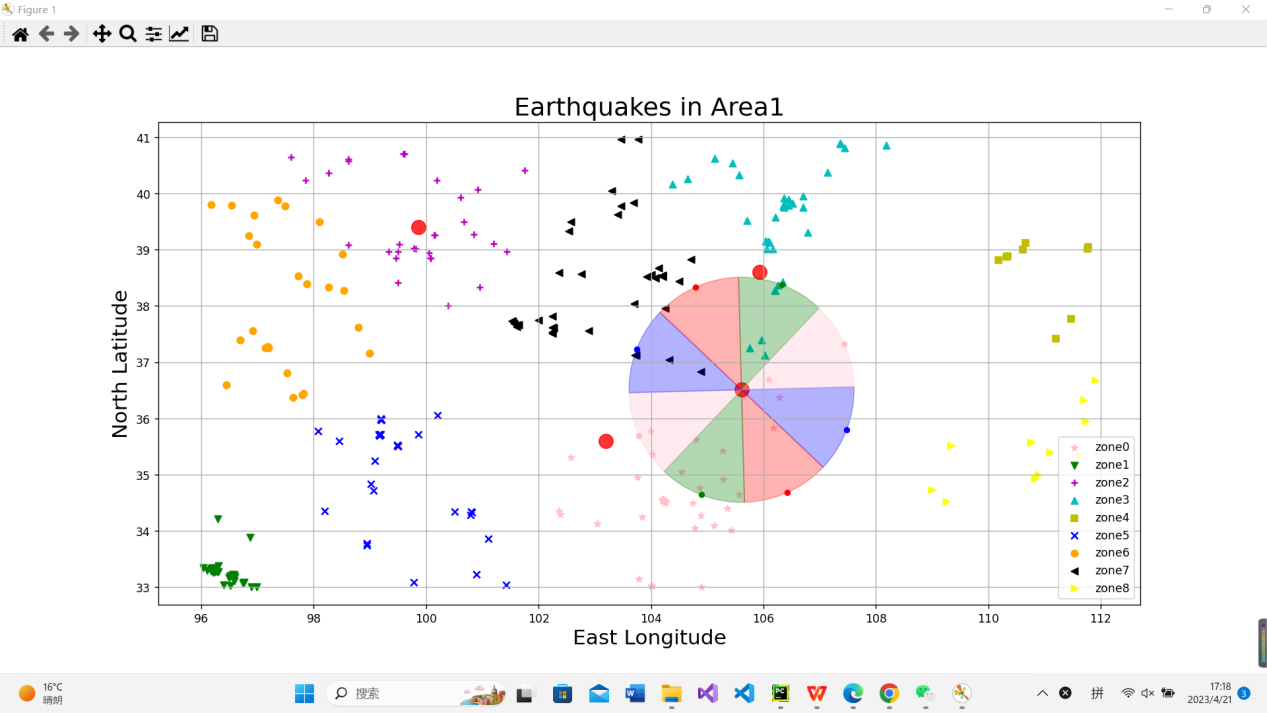 Figure 1
Earthquakes in Area1
41
40
39
38
37
36
35
34
33
North Latitude
96 98 100 102 104 106 108 110 112
East Longitude
zone0
zone1
zone2
zone3
zone4
zone5
zone6
zone7
zone8
16°C
晴朗
搜索
拼
17:18
2023/4/21
3